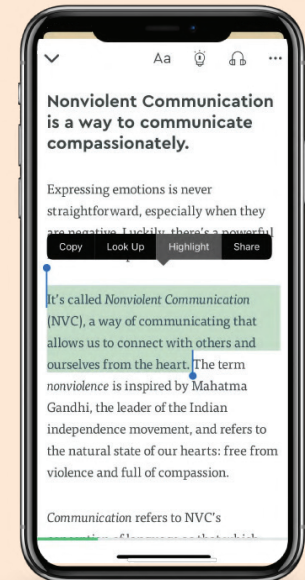 Aa
Nonviolent Communication
is a way to communicate
compassionately.
Expressing emotions is never
straightforward, especially when they
are negative. Luckily, there's a powerful
Copy Look Up Highlight Share
It's called Nonviolent Communication
(NVC), a way of communicating that
allows us to connect with others and
ourselves from the heart. The term
nonviolence is inspired by Mahatma
Gandhi, the leader of the Indian
independence movement, and refers to
the natural state of our hearts: free from
violence and full of compassion.
Communication refers to NVC's